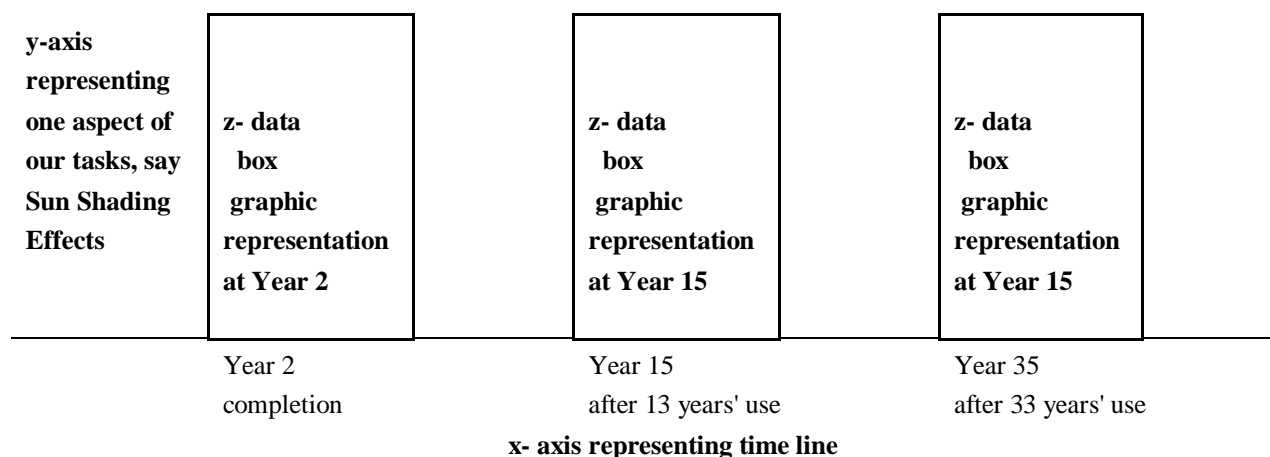 y-axis
representing
one aspect of
our tasks, say
Sun Shading
Effects
z- data
box
graphic
representation
at Year 2
z- data
box
graphic
representation
at Year 15
z- data
box
graphic
representation
at Year 15
Year 2
completion
Year 15
after 13 years' use
Year 35
after 33 years' use
x- axis representing time line